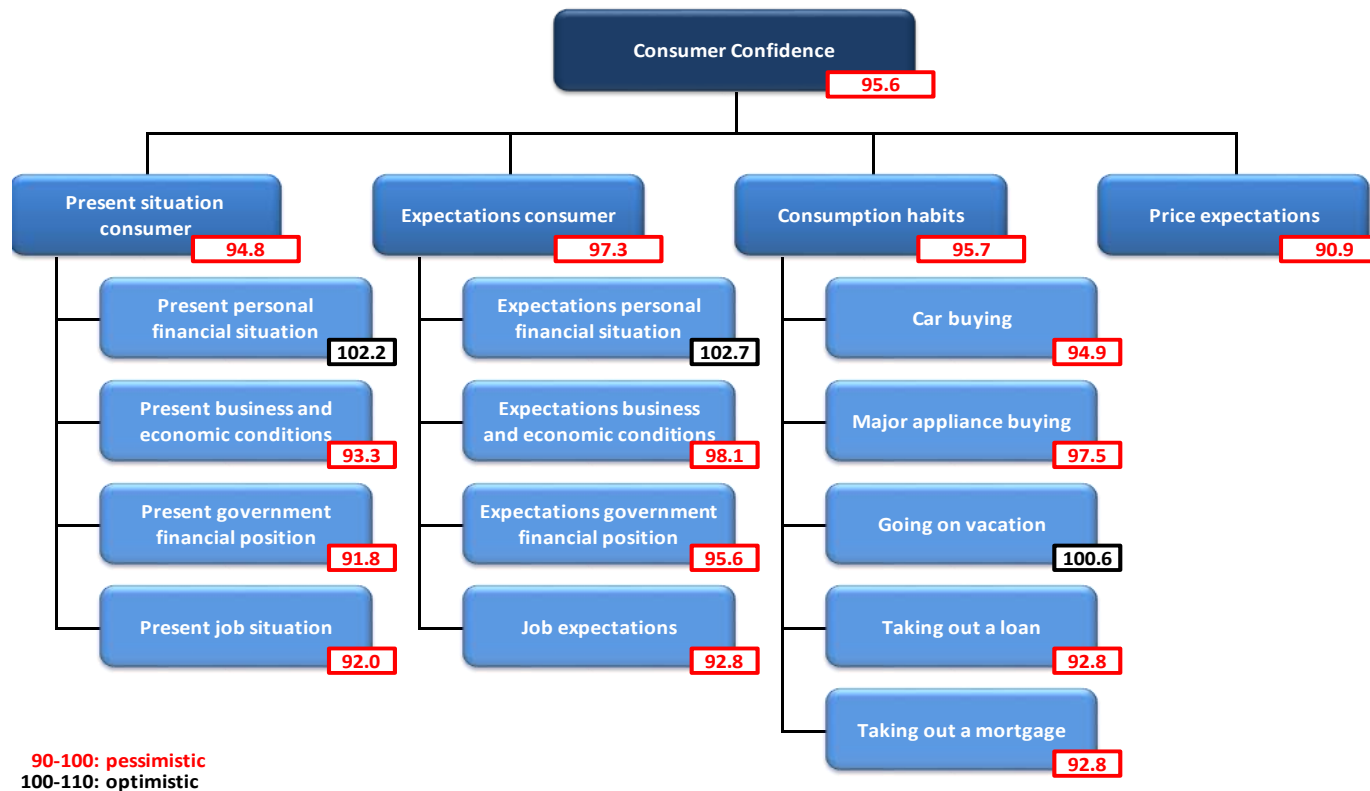 Consumer Confidence
95.6
Present situation
consumer
94.8
Expectations consumer
97.3
Consumption habits
95.7
Price expectations
90.9
Present personal
financial situation
102.2
Present business and
economic conditions
93.3
Present government
financial position
91.8
Present job situation
92.0
Expectations personal
financial situation
102.7
Expectations business
and economic conditions
98.1
Expectations government
financial position
95.6
Job expectations
92.8
Car buying
94.9
Major appliance buying
97.5
Going on vacation
100.6
Taking out a loan
92.8
Taking out a mortgage
92.8
90-100: pessimistic
100-110: optimistic